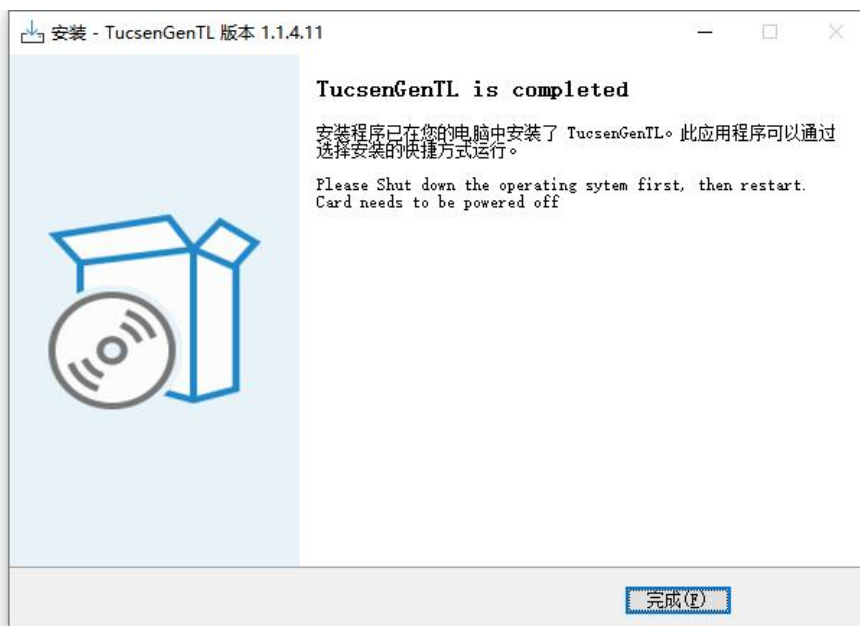 安装 - TucsenGenTL 版本 1.1.4.11
TucsenGenTL is completed
安装程序已在您的电脑中安装了 TucsenGenTL。此应用程序可以通过
选择安装的快捷方式运行。
Please Shut down the operating sytem first, then restart.
Card needs to be powered off
完成(F)